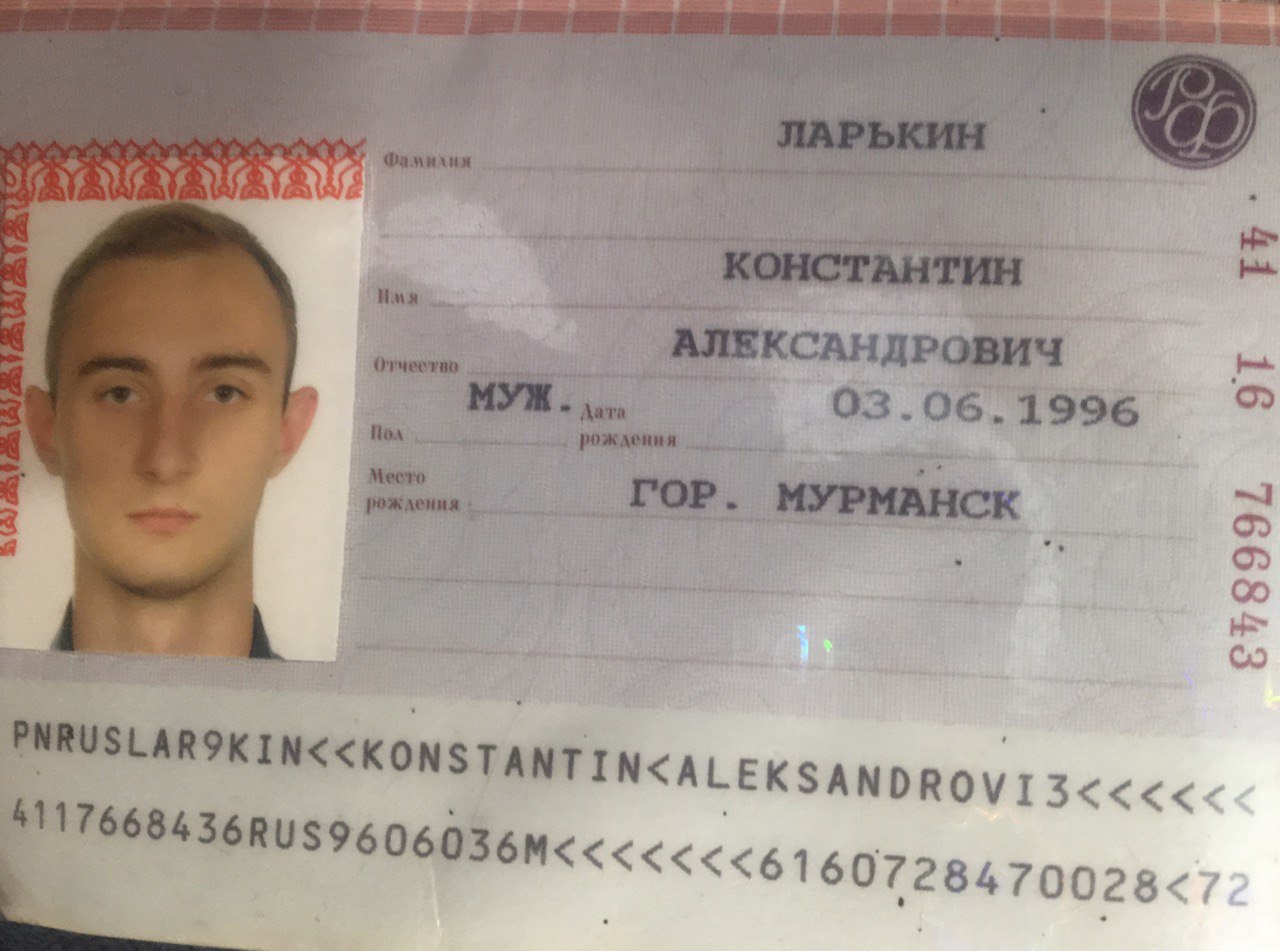 ЛАРЬКИН
Фамилия
КОНСТАНТИН
Имя
АЛЕКСАНДРОВИЧ
Отчество
МУЖ. Дата рождения 03.06.1996
Пол
Место рождения ГОР. МУРМАНСК
РФ
41 16 766843
PNRUSLAR9KIN<<KONSTANTIN<ALEKSANDROVI3<<<<<<
4117668436RUS9606036M<<<<<<<6160728470028<72